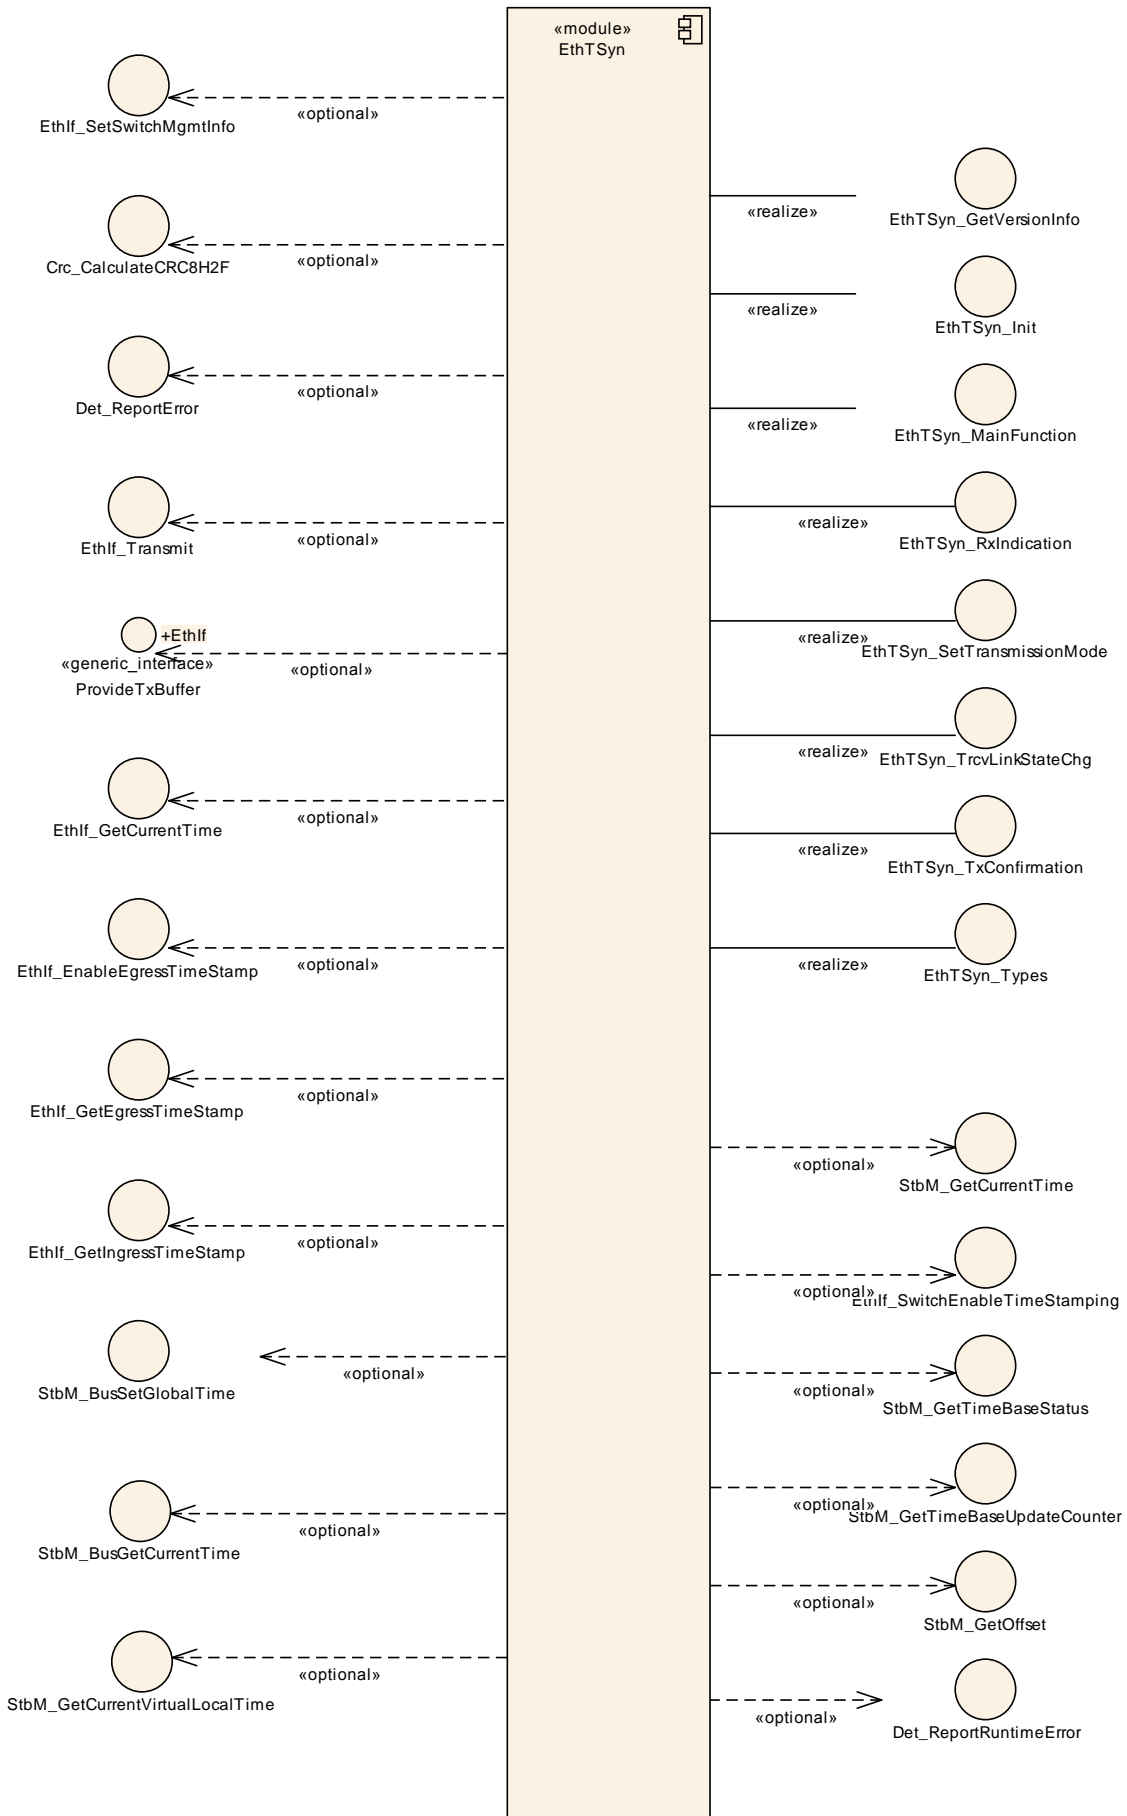 «module»
EthTSyn
«optional»
EthIf_SetSwitchMgmtInfo
«realize»
EthTSyn_GetVersionInfo
«optional»
Crc_CalculateCRC8H2F
«realize»
EthTSyn_Init
«optional»
Det_ReportError
«realize»
EthTSyn_MainFunction
«optional»
EthIf_Transmit
«realize»
EthTSyn_RxIndication
+EthIf
«generic_interface»
ProvideTxBuffer
«optional»
«realize»
EthTSyn_SetTransmissionMode
«realize»
EthTSyn_TrcvLinkStateChg
«optional»
EthIf_GetCurrentTime
«realize»
EthTSyn_TxConfirmation
«optional»
EthIf_EnableEgressTimeStamp
«realize»
EthTSyn_Types
«optional»
EthIf_GetEgressTimeStamp
«optional»
StbM_GetCurrentTime
«optional»
EthIf_GetIngressTimeStamp
«optional»
EthIf_SwitchEnableTimeStamping
«optional»
StbM_BusSetGlobalTime
«optional»
StbM_GetTimeBaseStatus
«optional»
StbM_GetTimeBaseUpdateCounter
«optional»
StbM_BusGetCurrentTime
«optional»
StbM_GetOffset
«optional»
StbM_GetCurrentVirtualLocalTime
«optional»
Det_ReportRuntimeError